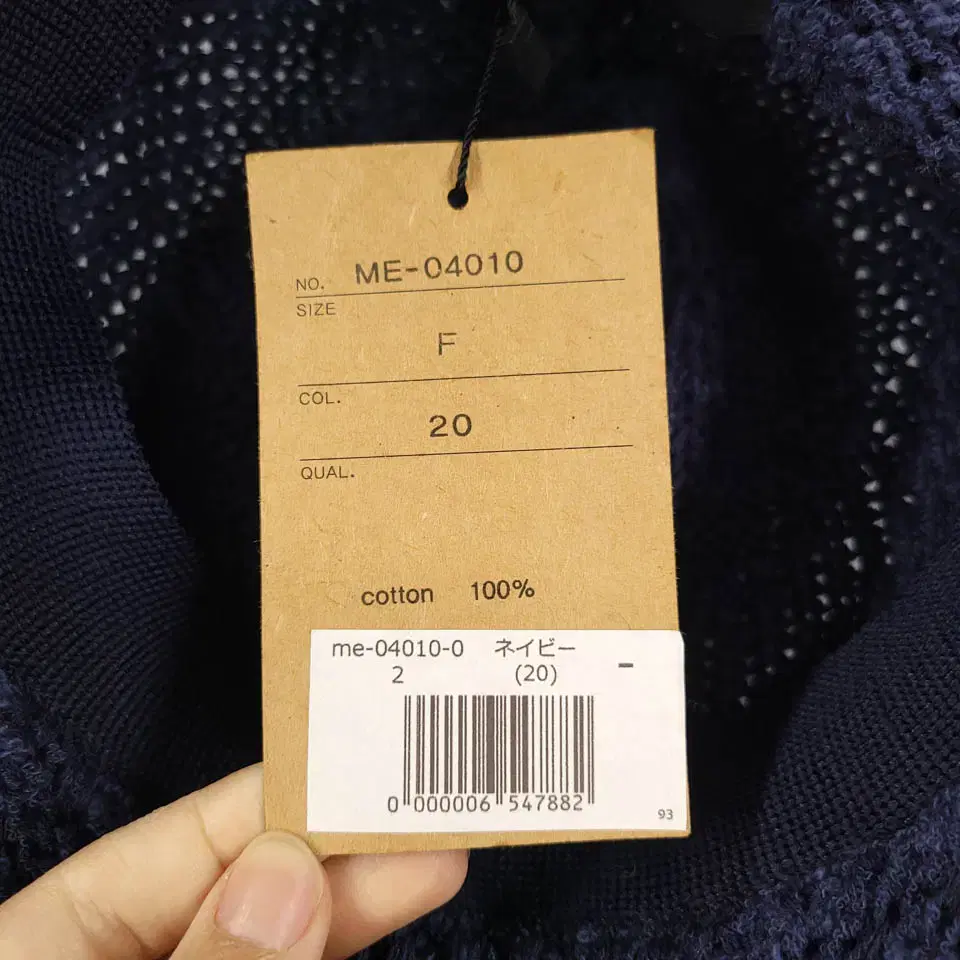 NO. ME-04010
SIZE
F
COL.
20
QUAL.
cotton 100%
me-04010-0 ネイビー
2 (20) -
0 000006 547882
93